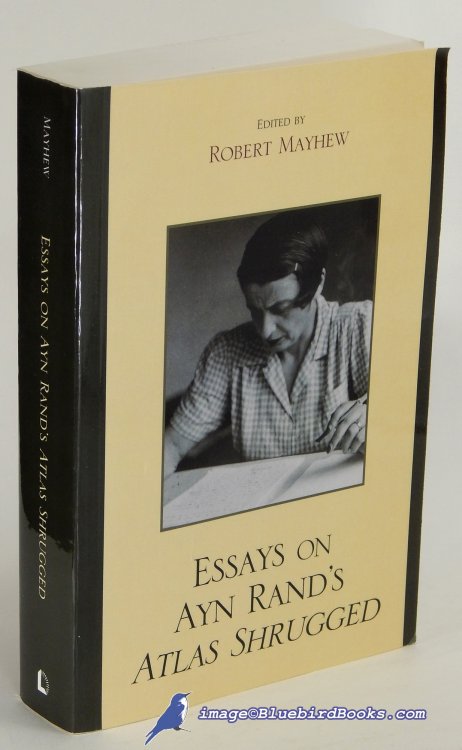 EDITED BY
ROBERT MAYHEW
ESSAYS ON
AYN RAND'S
ATLAS SHRUGGED
MAYHEW
ESSAYS ON AYN RAND'S ATLAS SHRUGGED
image©BluebirdBooks.com